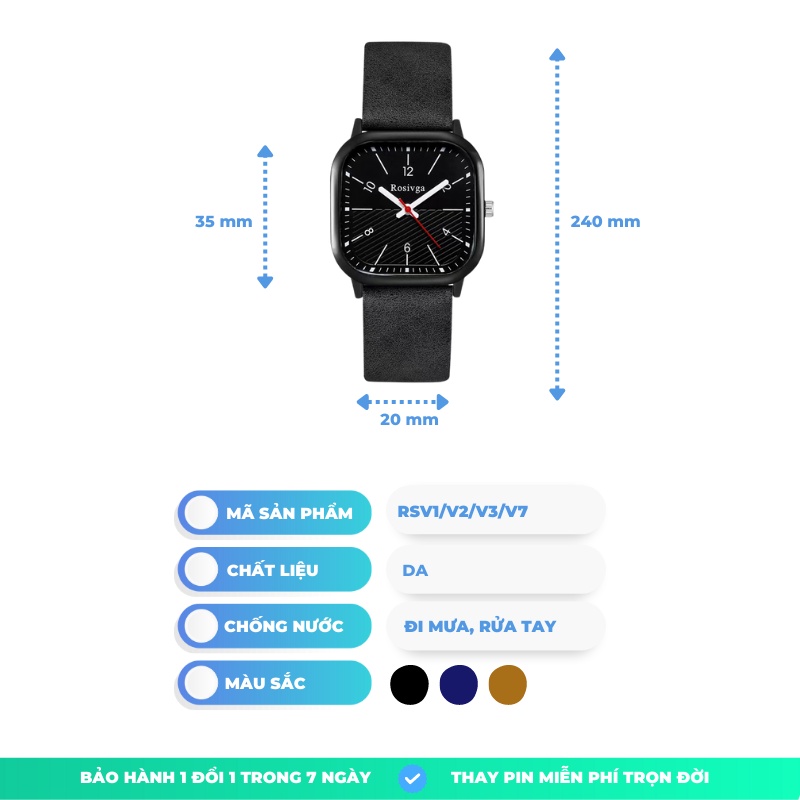 12
10
Rosivga
2
35 mm
240 mm
8
4
6
20 mm
MÃ SẢN PHẨM
RSV1/V2/V3/V7
CHẤT LIỆU
DA
CHỐNG NƯỚC
ĐI MƯA, RỬA TAY
MÀU SẮC
BẢO HÀNH 1 ĐỔI 1 TRONG 7 NGÀY
THAY PIN MIỄN PHÍ TRỌN ĐỜI